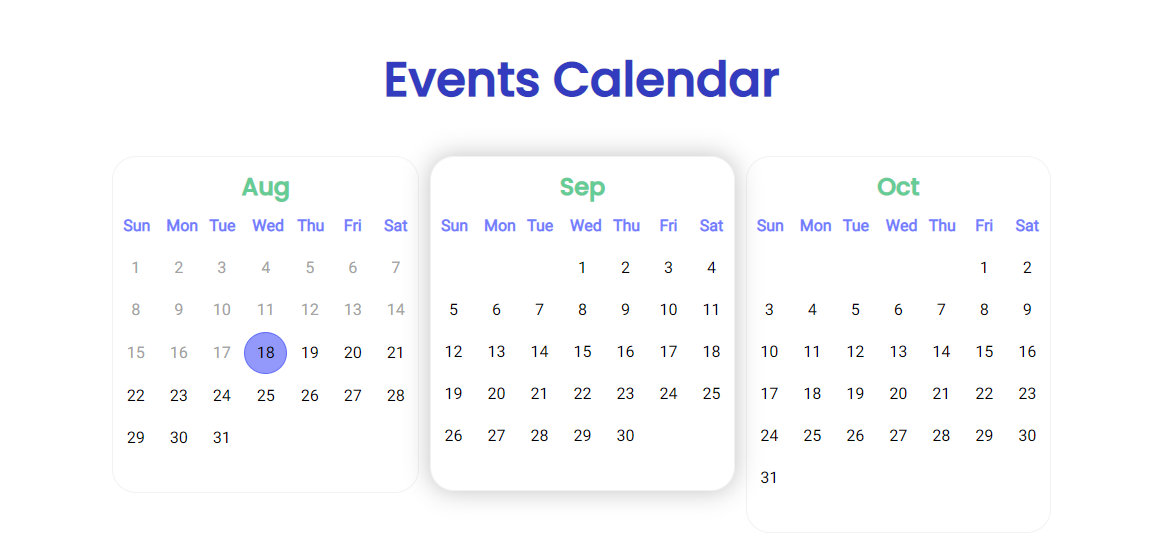 Events Calendar
Aug
Sun Mon Tue Wed Thu Fri Sat
1 2 3 4 5 6 7
8 9 10 11 12 13 14
15 16 17 18 19 20 21
22 23 24 25 26 27 28
29 30 31
Sep
Sun Mon Tue Wed Thu Fri Sat
1 2 3 4
5 6 7 8 9 10 11
12 13 14 15 16 17 18
19 20 21 22 23 24 25
26 27 28 29 30
Oct
Sun Mon Tue Wed Thu Fri Sat
1 2
3 4 5 6 7 8 9
10 11 12 13 14 15 16
17 18 19 20 21 22 23
24 25 26 27 28 29 30
31